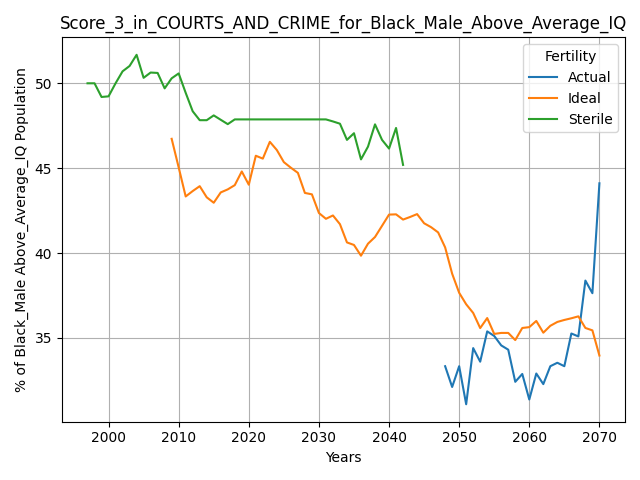 Score_3_in_COURTS_AND_CRIME_for_Black_Male_Above_Average_IQ
% of Black_Male Above_Average_IQ Population
50
45
40
35
Fertility
Actual
Ideal
Sterile
2000 2010 2020 2030 2040 2050 2060 2070
Years